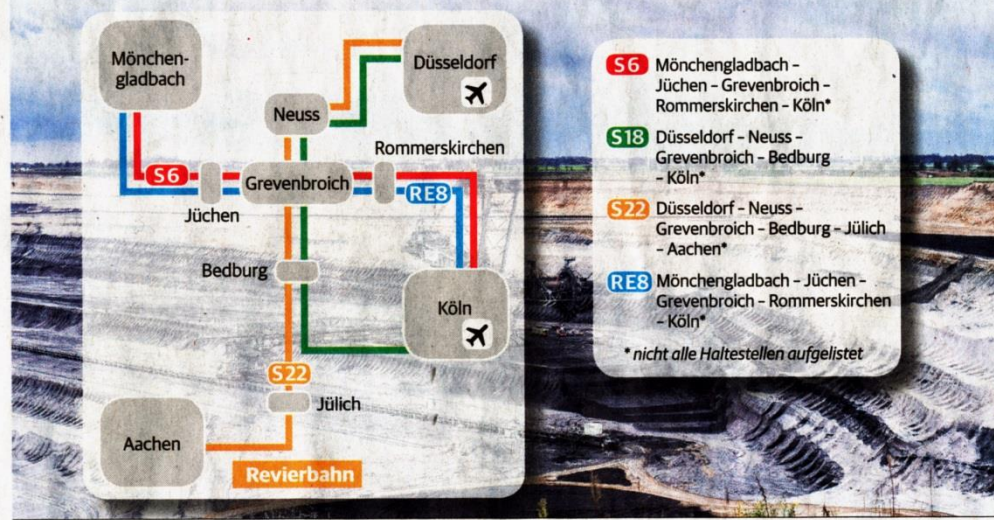 Mönchen-
gladbach
Düsseldorf
Neuss
Rommerskirchen
S6
Grevenbroich
RE8
Jüchen
Bedburg
Köln
S22
Jülich
Aachen
Revierbahn
S6 Mönchengladbach –
Jüchen – Grevenbroich –
Rommerskirchen – Köln*
S18 Düsseldorf – Neuss –
Grevenbroich – Bedburg
– Köln*
S22 Düsseldorf – Neuss –
Grevenbroich – Bedburg – Jülich
– Aachen*
RE8 Mönchengladbach – Jüchen –
Grevenbroich – Rommerskirchen
– Köln*
* nicht alle Haltestellen aufgelistet